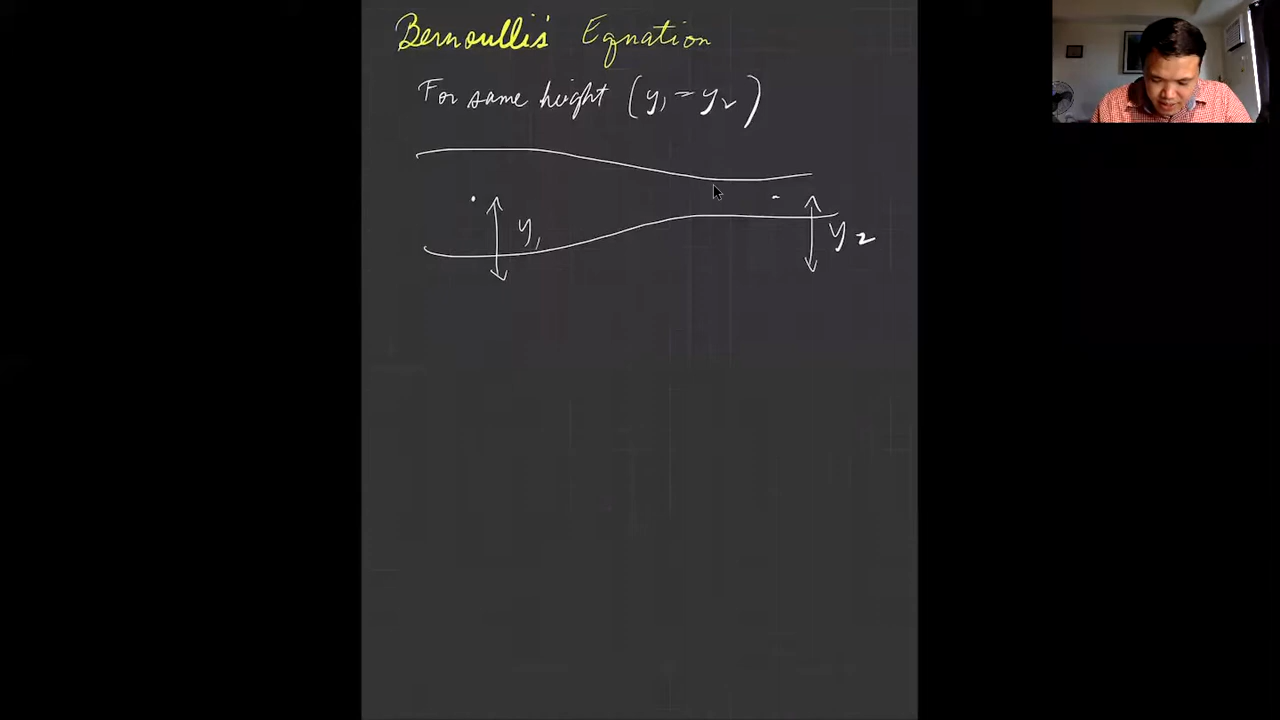 Bernoulli's Equation
For same height (y₁ = y₂)
y₁
y₂